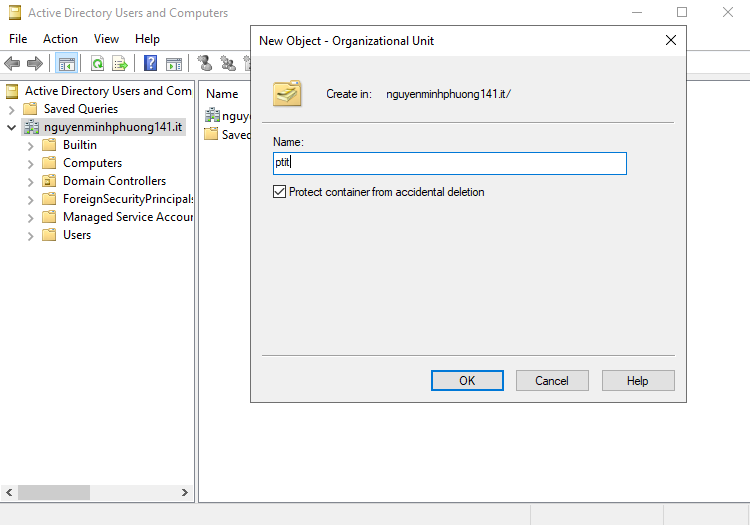 Active Directory Users and Computers
File Action View Help
Active Directory Users and Com
Saved Queries
nguyenminhphuong141.it
Builtin
Computers
Domain Controllers
ForeignSecurityPrincipals
Managed Service Accour
Users
Name
nguye
Saved
New Object - Organizational Unit
Create in: nguyenminhphuong141.it/
Name:
ptit
Protect container from accidental deletion
OK Cancel Help